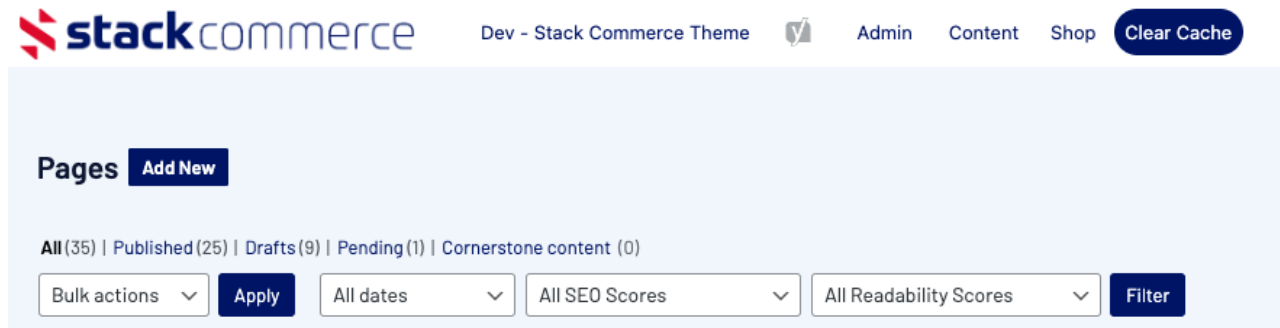 stackcommerce Dev - Stack Commerce Theme y Admin Content Shop Clear Cache
Pages Add New
All (35) | Published (25) | Drafts (9) | Pending (1) | Cornerstone content (0)
Bulk actions Apply All dates All SEO Scores All Readability Scores Filter